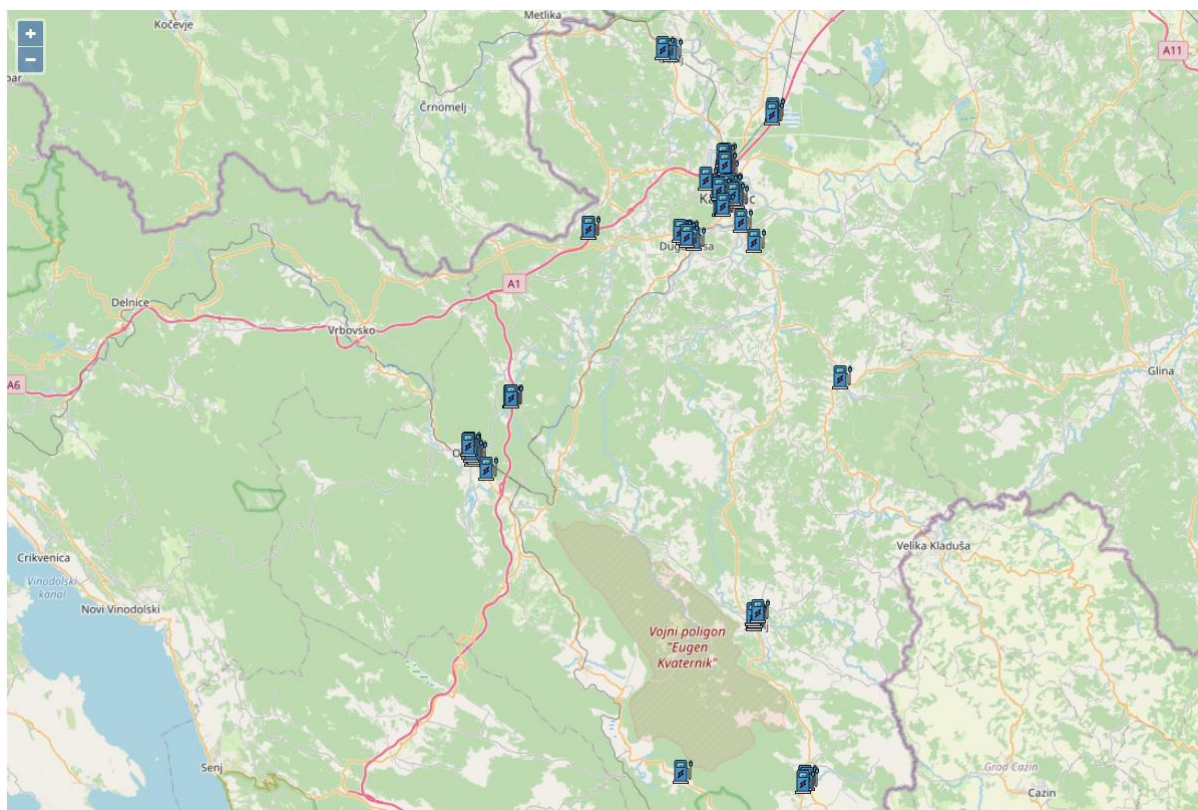 +
−
Kočevje
Metlika
A11
Črnomelj
A1
Delnice
Vrbovsko
A6
Glina
Velika Kladuša
Crikvenica
Vinodolski
kanal
Novi Vinodolski
Vojni poligon
"Eugen
Kvaternik"
Senj
Grad Cazin
Cazin